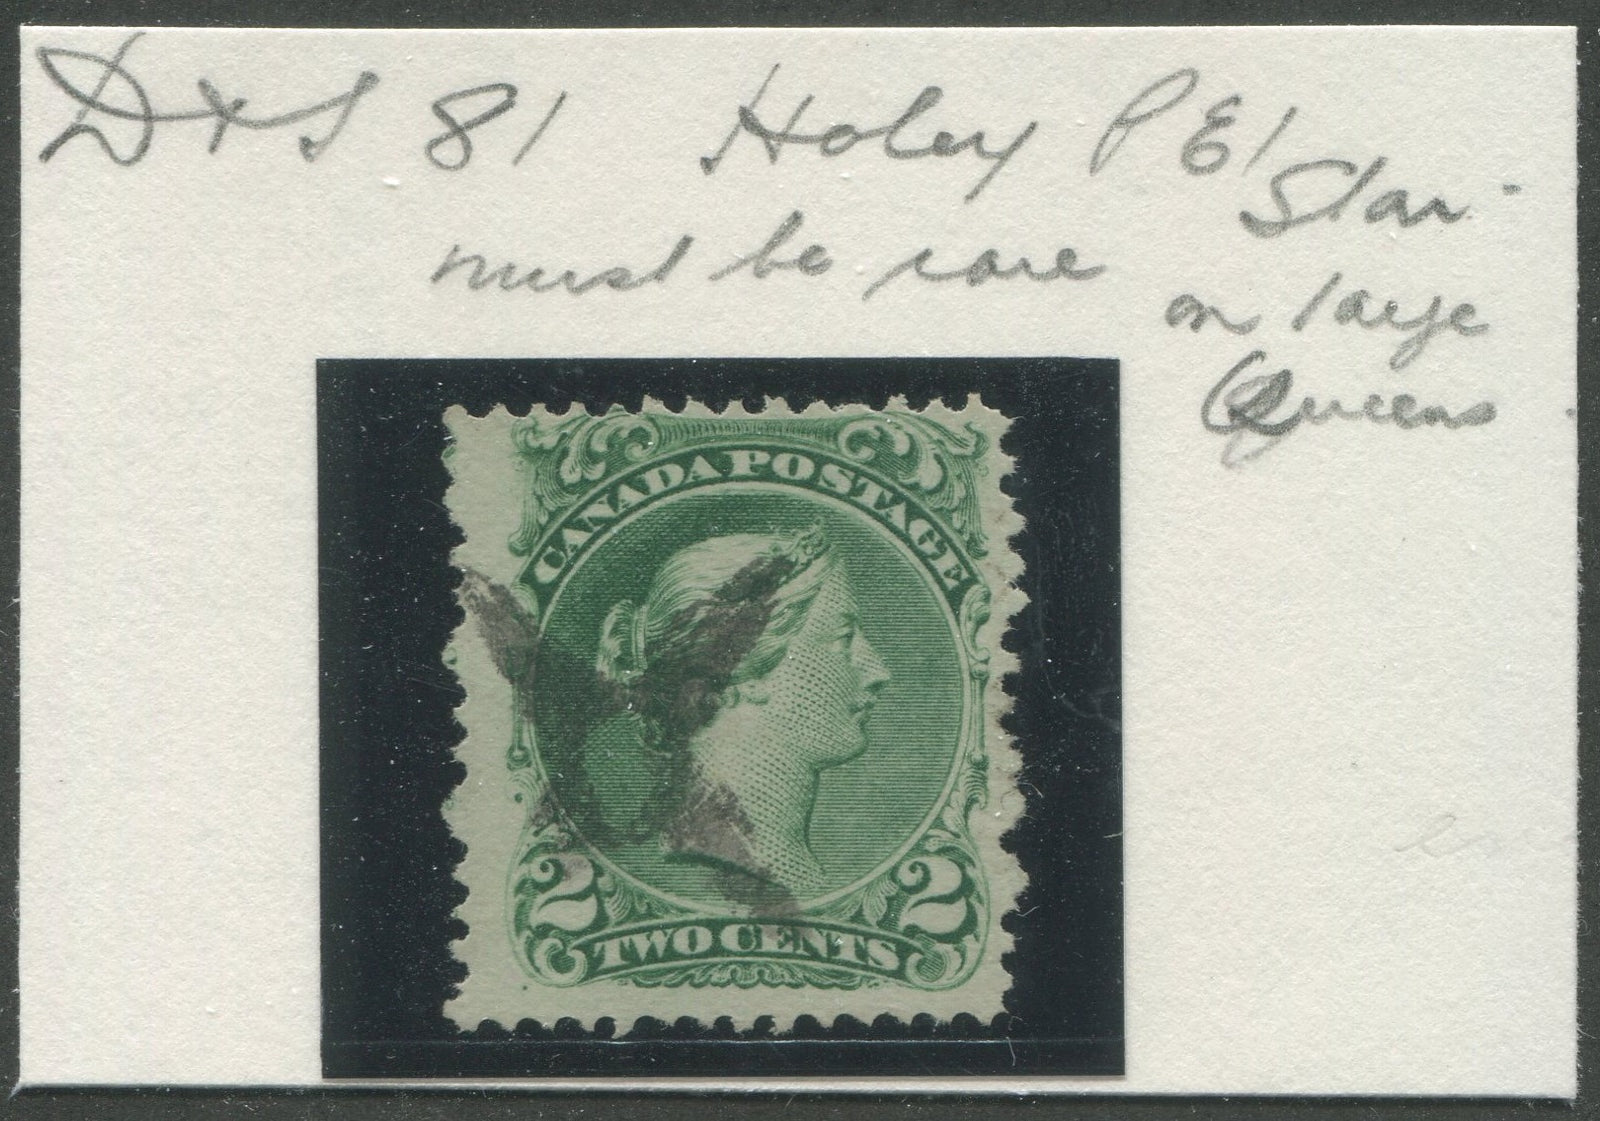 D+S 81 Holey PEI
Star
must be rare
on large
Queens
CANADA POSTAGE
2 2
TWO CENTS